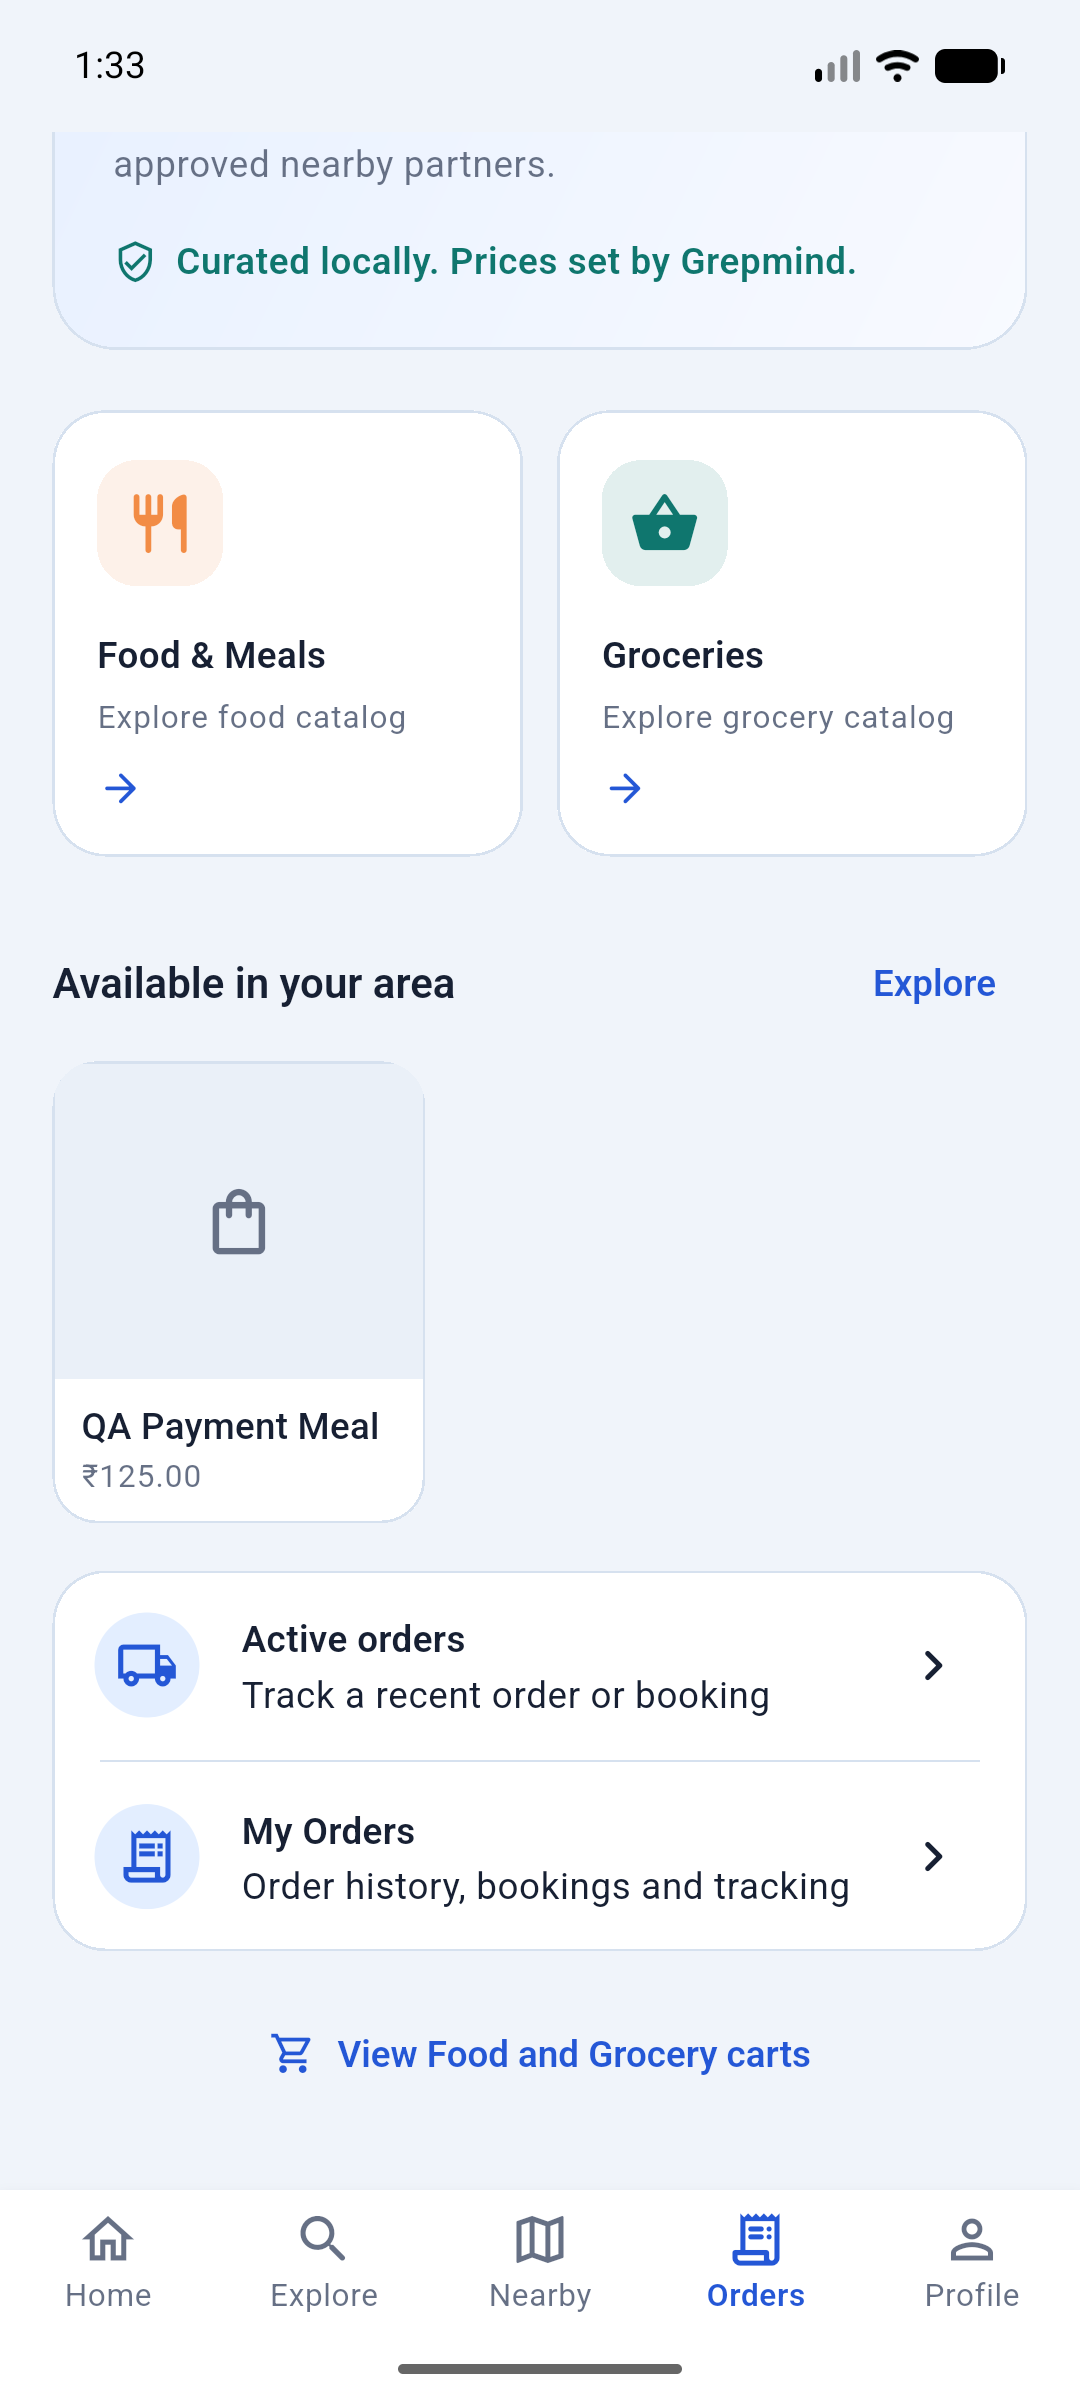 1:33
approved nearby partners.
Curated locally. Prices set by Grepmind.
Food & Meals
Explore food catalog
Groceries
Explore grocery catalog
Available in your area
Explore
QA Payment Meal
₹125.00
Active orders
Track a recent order or booking
My Orders
Order history, bookings and tracking
View Food and Grocery carts
Home
Explore
Nearby
Orders
Profile